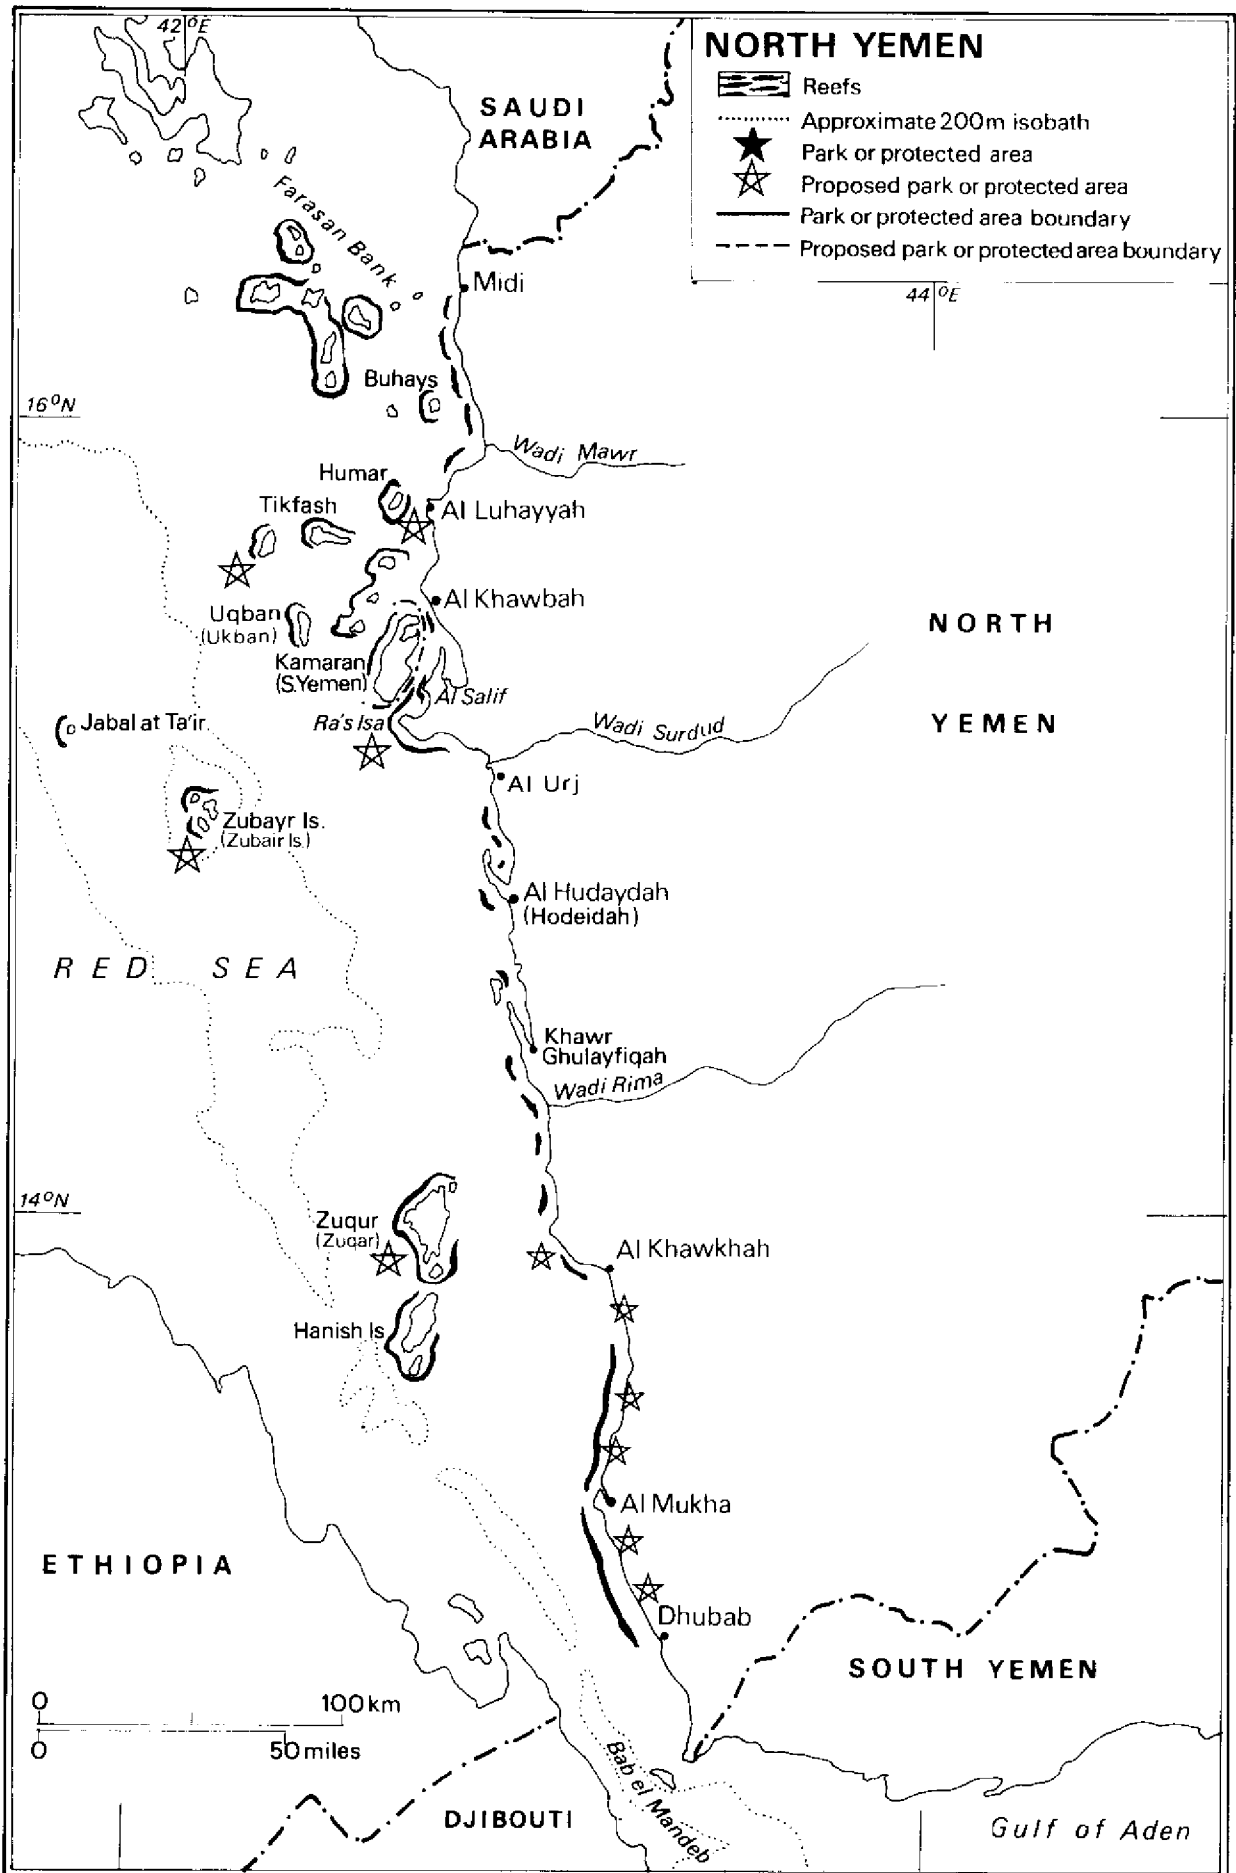 42°E
NORTH YEMEN
Reefs
Approximate 200m isobath
Park or protected area
Proposed park or protected area
Park or protected area boundary
Proposed park or protected area boundary
SAUDI
ARABIA
Farasan Bank
Midi
44°E
Buhays
16°N
Wadi Mawr
Humar
Tikfash
Al Luhayyah
Al Khawbah
Uqban
(Ukban)
NORTH
Kamaran
(S.Yemen)
Al Salif
Ra's Isa
Jabal at Ta'ir
Wadi Surdud
YEMEN
Al Urj
Zubayr Is.
(Zubair Is.)
Al Hudaydah
(Hodeidah)
RED SEA
Khawr
Ghulayfiqah
Wadi Rima
14°N
Zuqur
(Zuqar)
Al Khawkhah
Hanish Is
Al Mukha
ETHIOPIA
Dhubab
SOUTH YEMEN
0 100km
0 50 miles
Bab el Mandeb
DJIBOUTI
Gulf of Aden